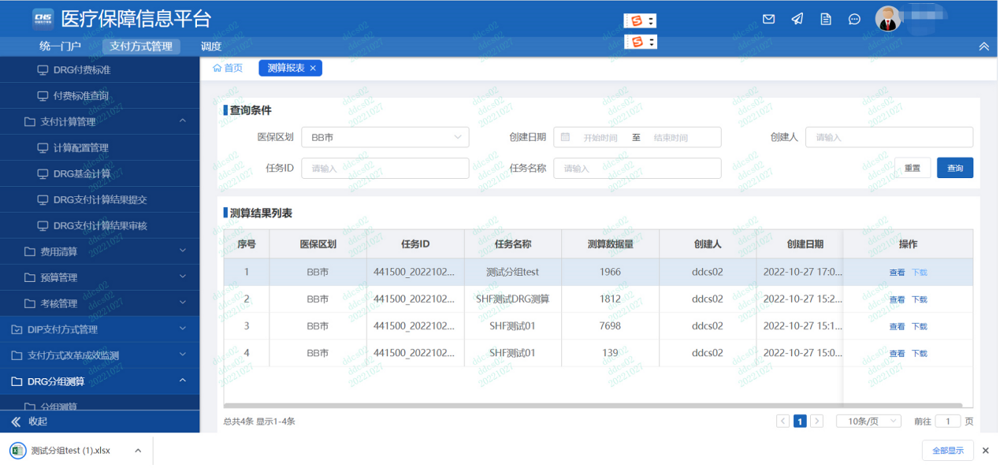 CHS 医疗保障信息平台
统一门户 支付方式管理 调度
首页 测算报表 ×
DRG付费标准
付费标准查询
支付计算管理
计算配置管理
DRG基金计算
DRG支付计算结果提交
DRG支付计算结果审核
费用清算
预算管理
考核管理
DIP支付方式管理
支付方式改革成效监测
DRG分组测算
分组测算
收起
查询条件
医保区划 BB市 创建日期 开始时间 至 结束时间 创建人 请输入
任务ID 请输入 任务名称 请输入 重置 查询
测算结果列表
序号 医保区划 任务ID 任务名称 测算数据量 创建人 创建日期 操作
1 BB市 441500_2022102... 测试分组test 1966 ddcs02 2022-10-27 17:0... 查看 下载
2 BB市 441500_2022102... SHF测试DRG测算 1812 ddcs02 2022-10-27 15:2... 查看 下载
3 BB市 441500_2022102... SHF测试01 7698 ddcs02 2022-10-27 15:1... 查看 下载
4 BB市 441500_2022102... SHF测试01 139 ddcs02 2022-10-27 15:0... 查看 下载
总共4条 显示1-4条 1 10条/页 前往 1 页
测试分组test (1).xlsx 全部显示 ×
ddcs02
20221027